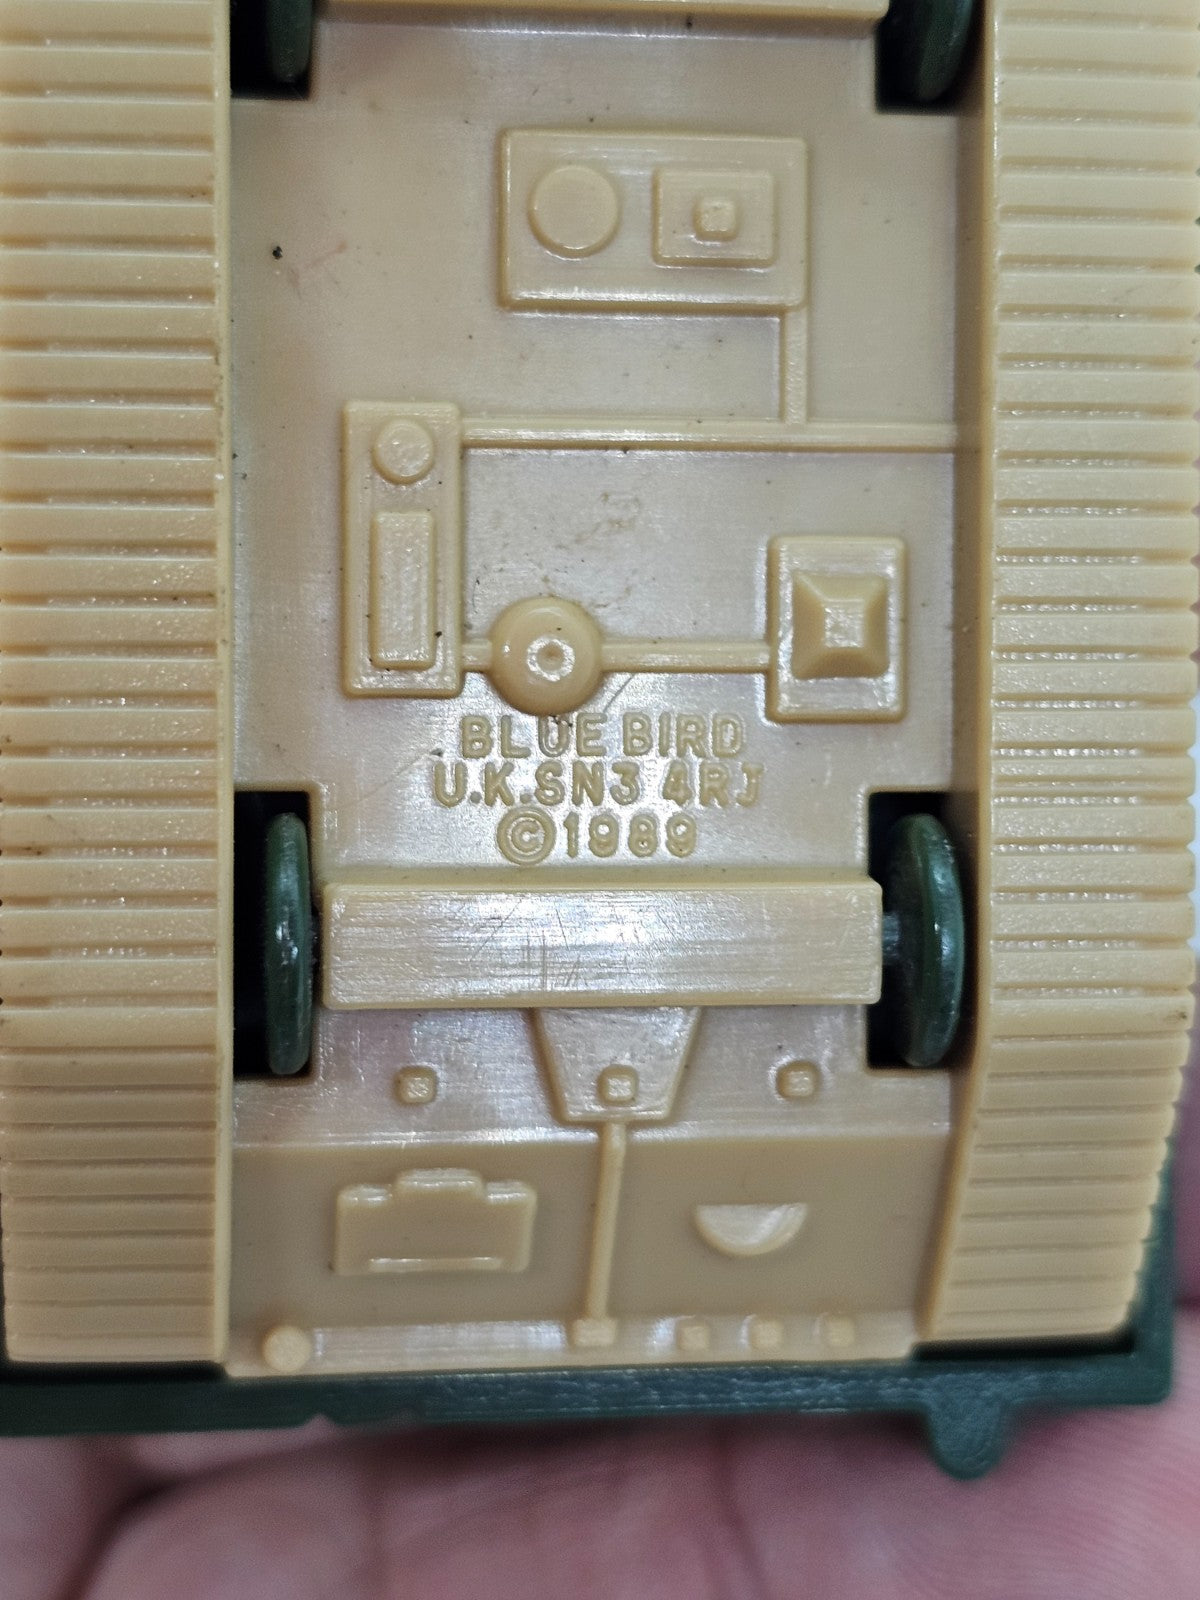 BLUE BIRD
U.K.SN3 4RJ
©1989